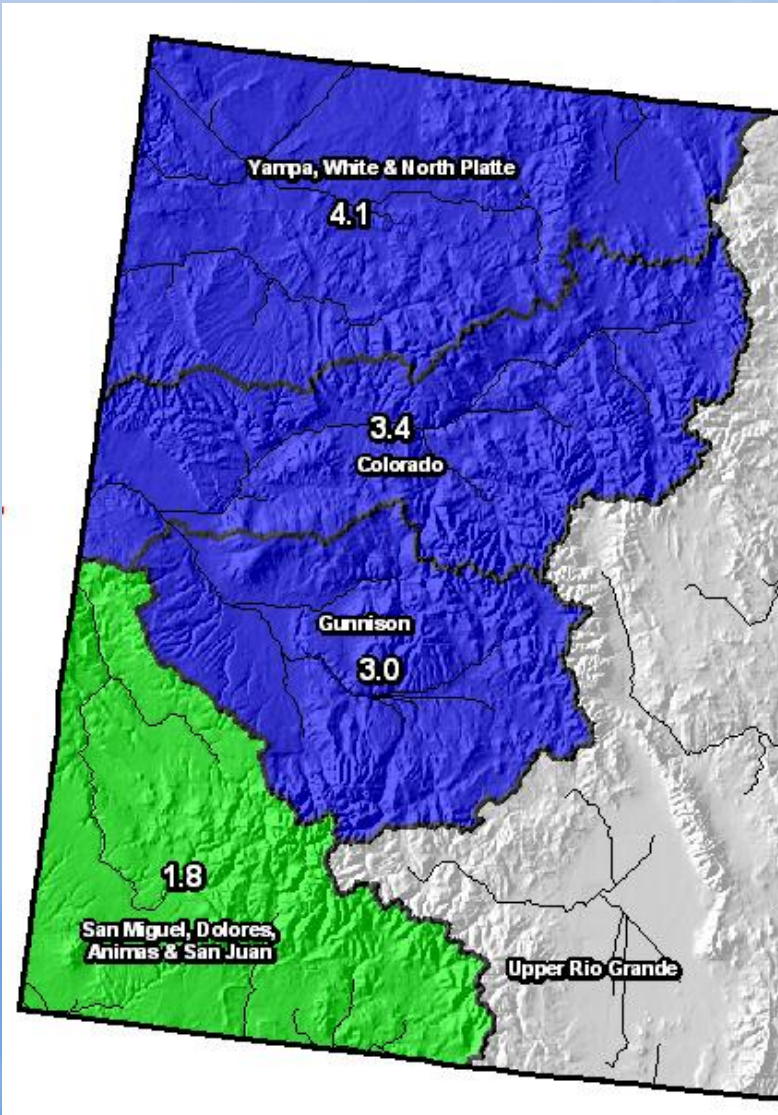 Yampa, White & North Platte
4.1
3.4
Colorado
Gunnison
3.0
1.8
San Miguel, Dolores,
Animas & San Juan
Upper Rio Grande